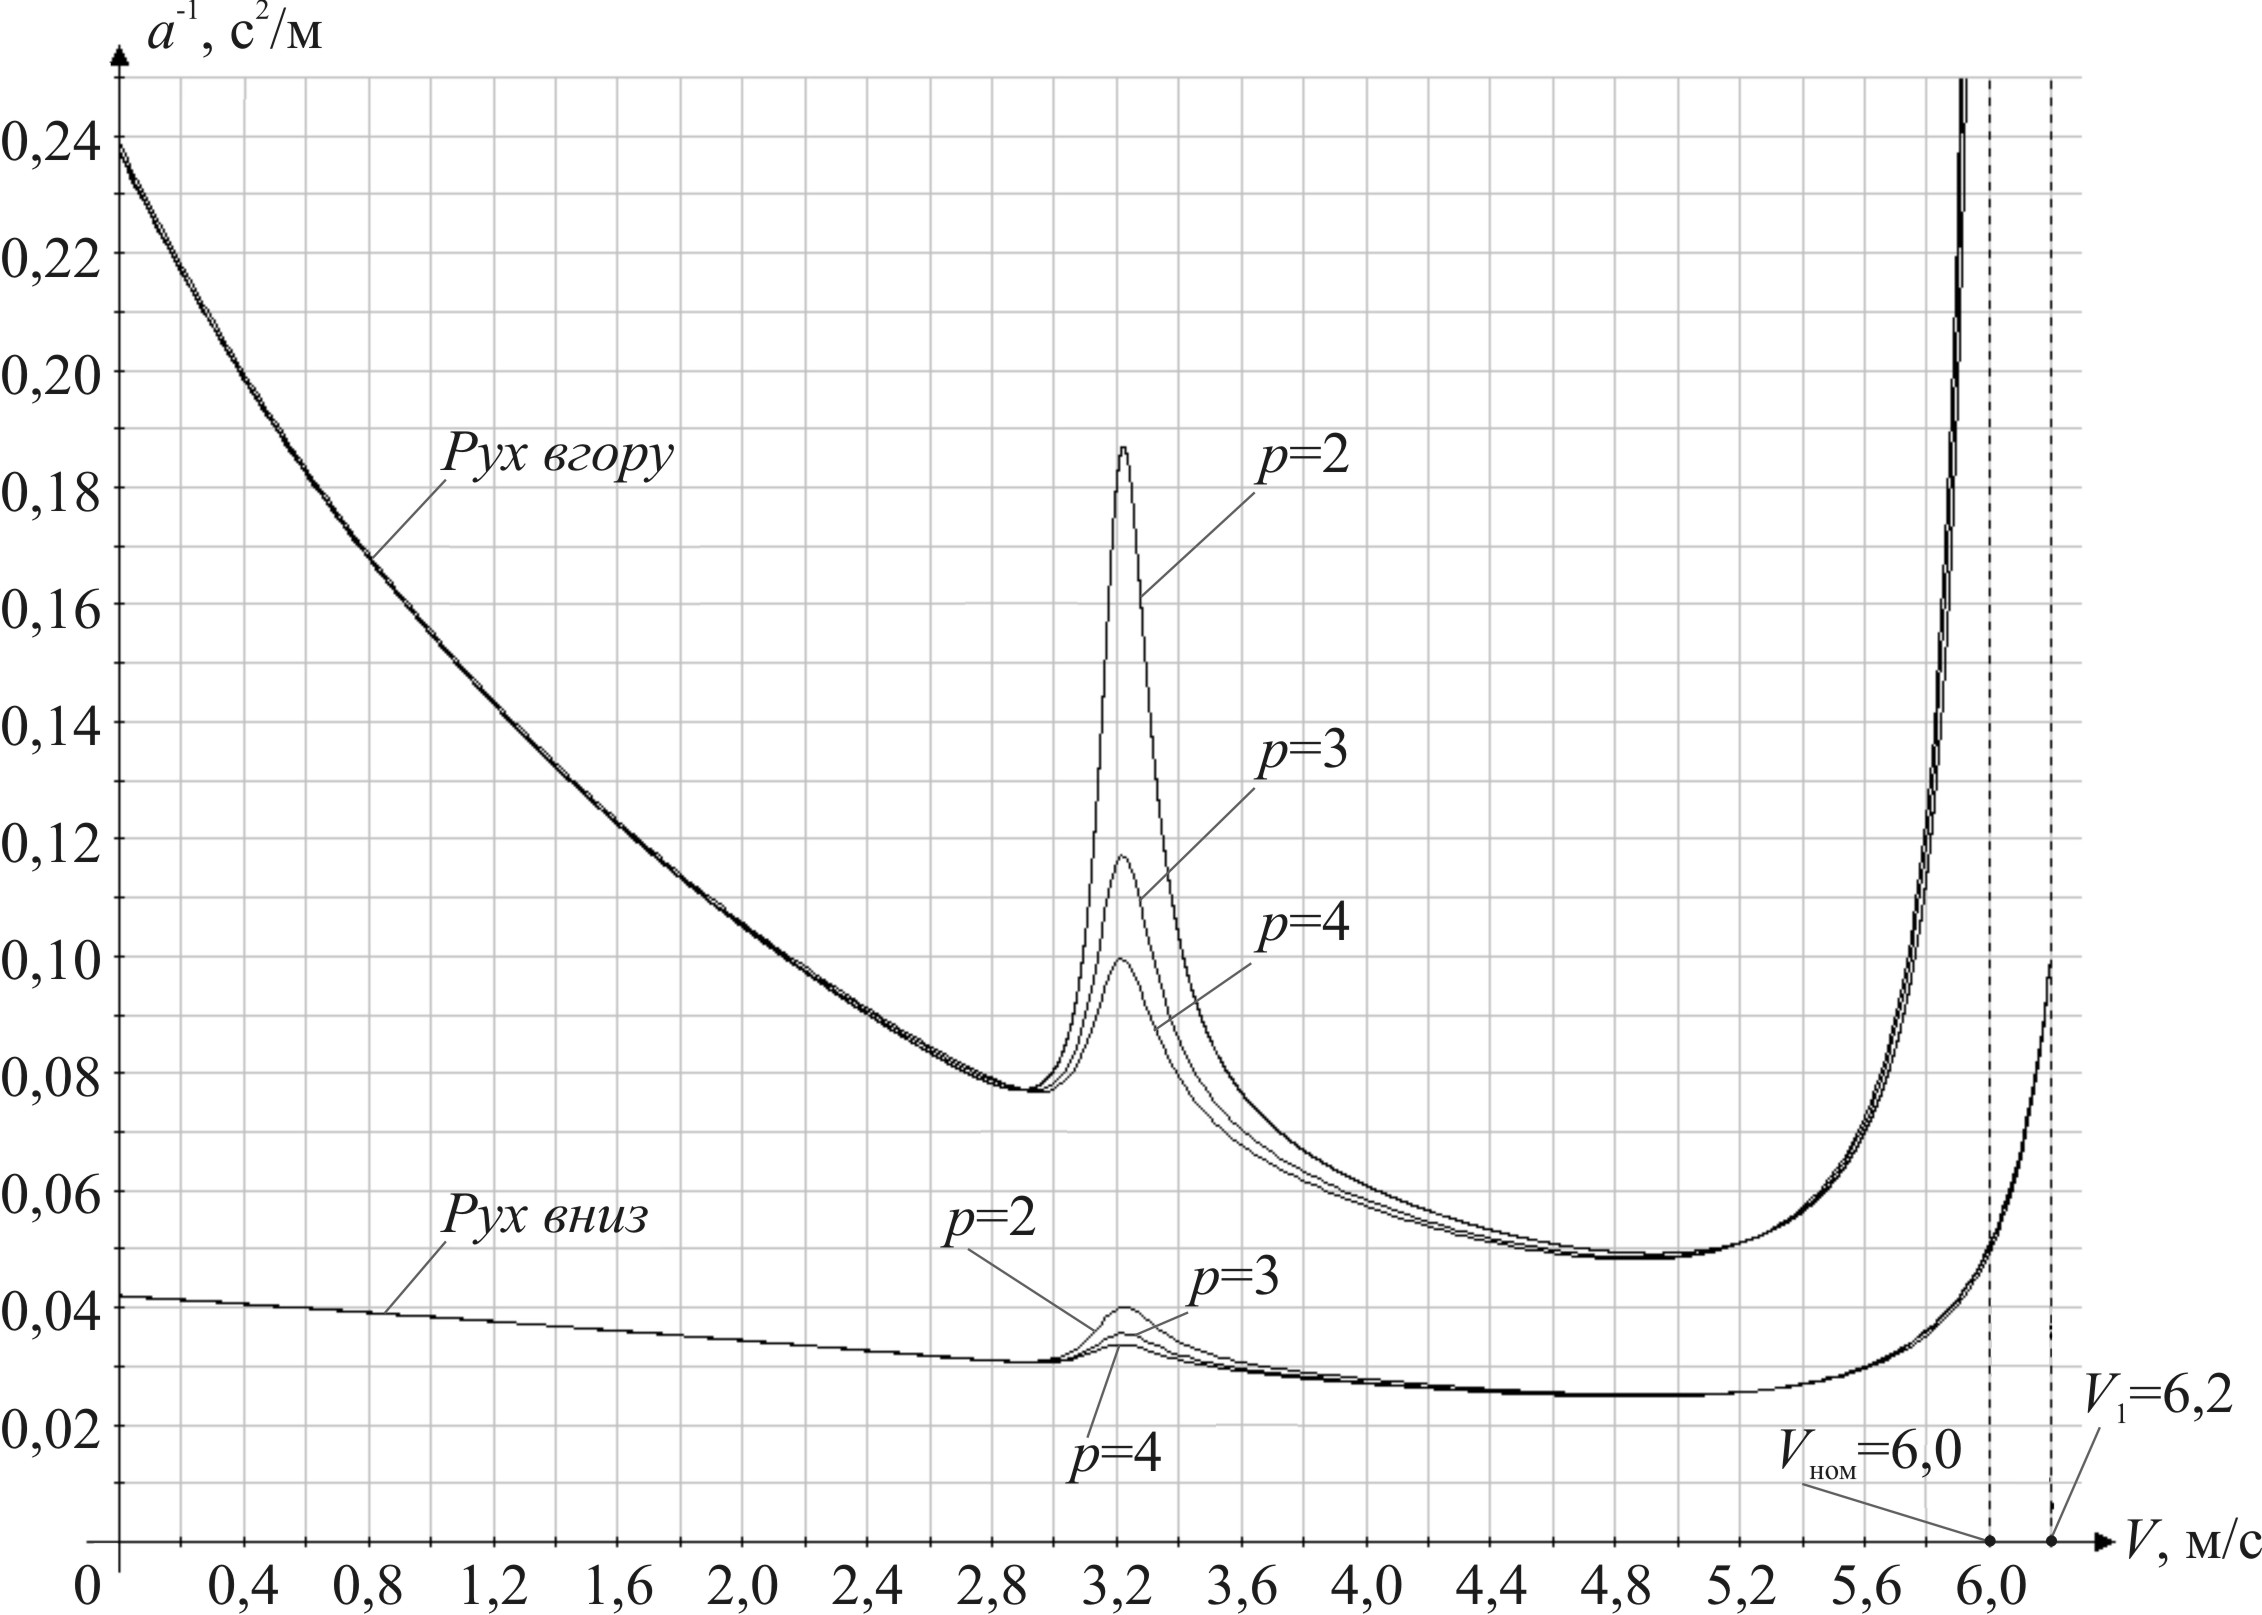 a⁻¹, с²/м
0,24
0,22
0,20
Рух вгору
p=2
0,18
0,16
0,14
p=3
0,12
p=4
0,10
0,08
0,06
Рух вниз
p=2
p=3
0,04
V₁=6,2
0,02
p=4
Vном=6,0
V, м/с
0 0,4 0,8 1,2 1,6 2,0 2,4 2,8 3,2 3,6 4,0 4,4 4,8 5,2 5,6 6,0